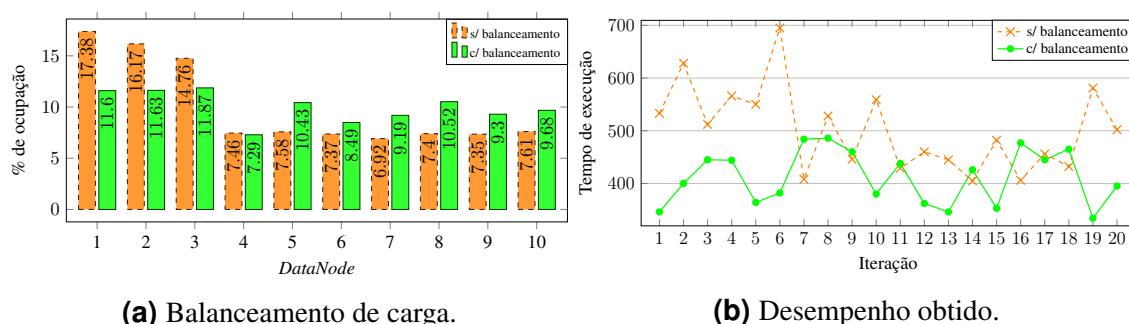 s/ balanceamento
c/ balanceamento
% de ocupação
15
10
5
0
17.38
11.6
16.17
11.63
14.76
11.87
7.46
7.29
7.58
10.43
7.37
8.49
6.92
9.19
7.4
10.52
7.35
9.3
7.61
9.68
1 2 3 4 5 6 7 8 9 10
DataNode
(a) Balanceamento de carga.
s/ balanceamento
c/ balanceamento
Tempo de execução
700
600
500
400
1 2 3 4 5 6 7 8 9 10 11 12 13 14 15 16 17 18 19 20
Iteração
(b) Desempenho obtido.